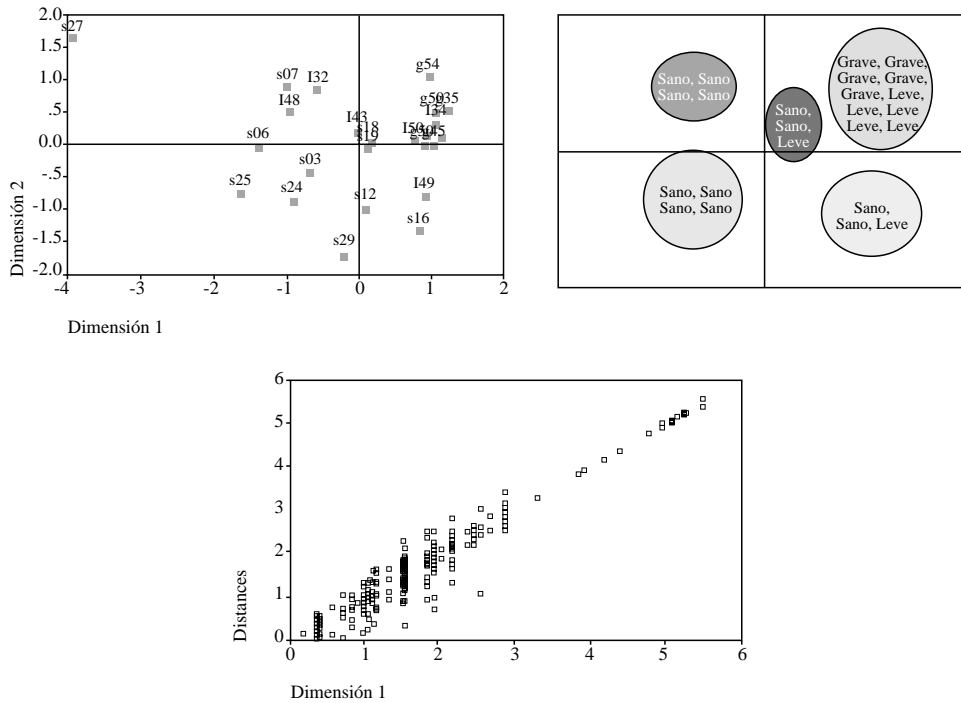 2.0
1.5
1.0
.5
0.0
-.5
-1.0
-1.5
-2.0
Dimensión 2
s27
s07
I32
I48
g54
s06
I43
s18
s19
g50
g35
I34
I50
I45
s03
s25
s24
s12
I49
s16
s29
-4
-3
-2
-1
0
1
2
Dimensión 1
Sano, Sano
Sano, Sano
Sano,
Sano,
Leve
Grave, Grave,
Grave, Grave,
Grave, Leve,
Leve, Leve
Leve, Leve
Sano, Sano
Sano, Sano
Sano,
Sano, Leve
6
5
4
3
2
1
0
Distances
0
1
2
3
4
5
6
Dimensión 1